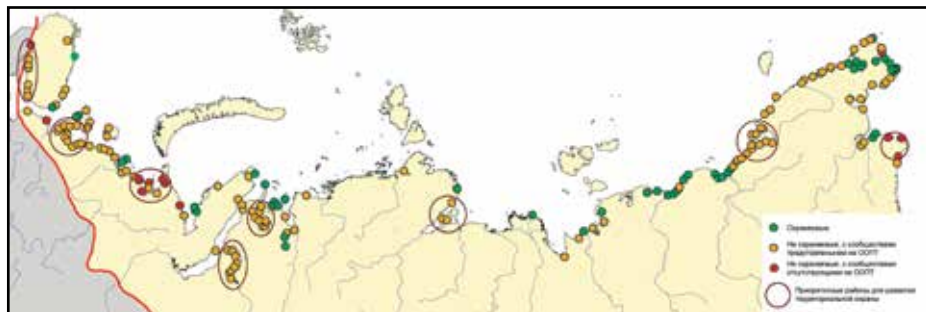 Охраняемые
Не охраняемые, с сообществами
представленными на ООПТ
Не охраняемые, с сообществами
отсутствующими на ООПТ
Приоритетные районы для развития
территориальной охраны